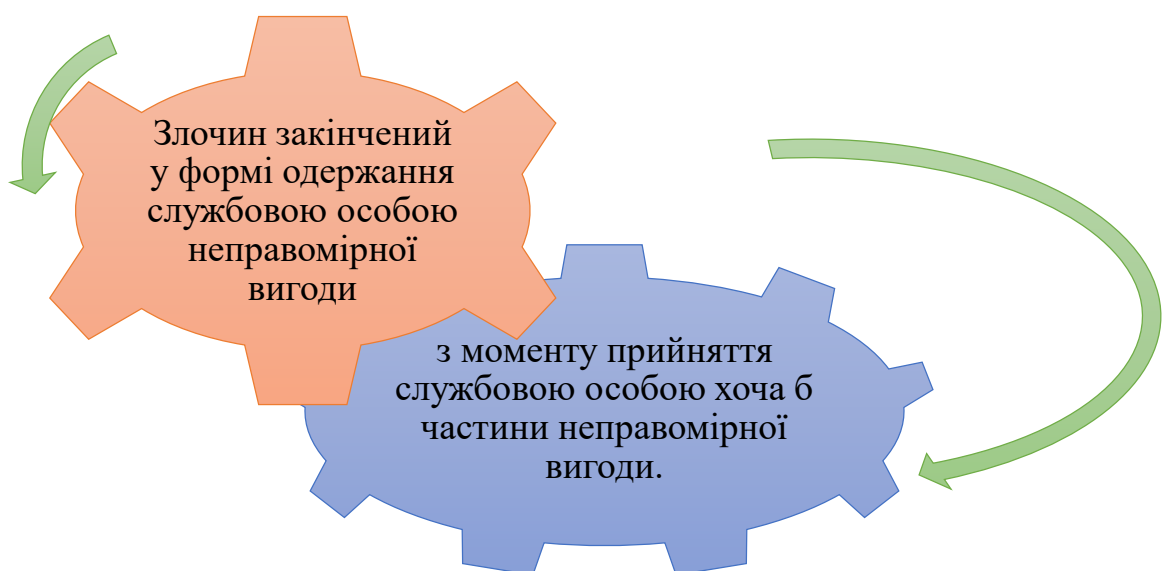 Злочин закінчений
у формі одержання
службовою особою
неправомірної
вигоди
з моменту прийняття
службовою особою хоча б
частини неправомірної
вигоди.